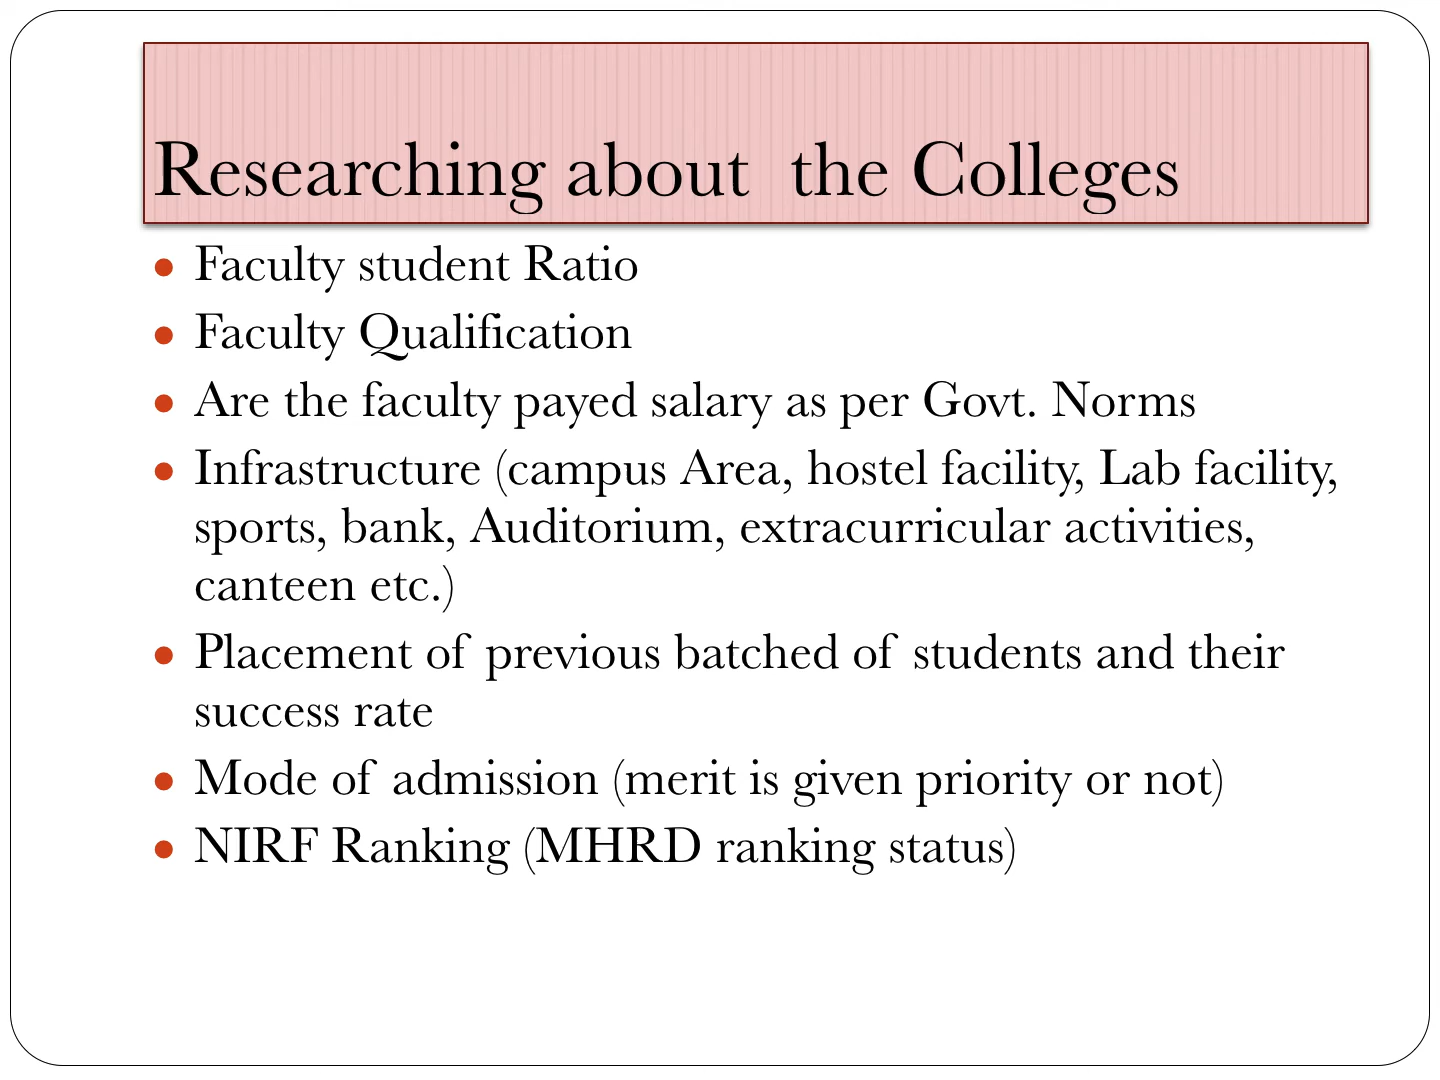 Researching about  the Colleges
• Faculty student Ratio
• Faculty Qualification
• Are the faculty payed salary as per Govt. Norms
• Infrastructure (campus Area, hostel facility, Lab facility,
sports, bank, Auditorium, extracurricular activities,
canteen etc.)
• Placement of previous batched of students and their
success rate
• Mode of admission (merit is given priority or not)
• NIRF Ranking (MHRD ranking status)